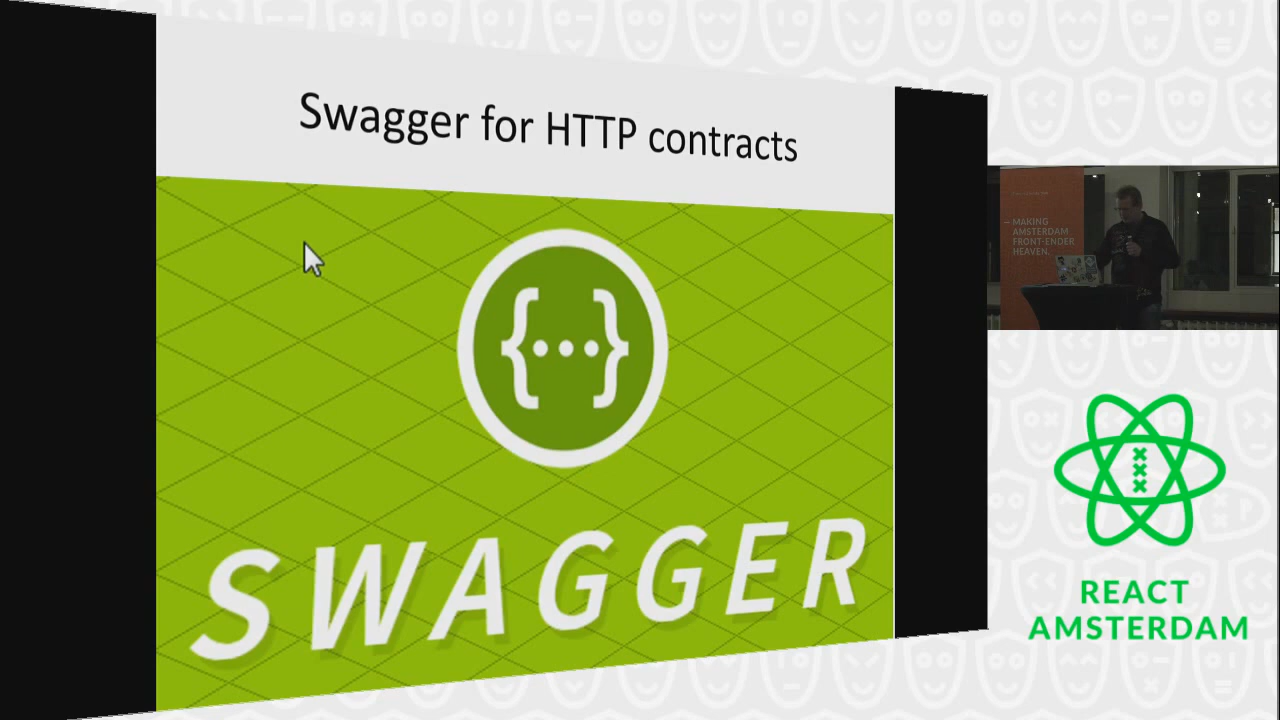 Swagger for HTTP contracts
{...}
SWAGGER
— MAKING
AMSTERDAM
FRONT-ENDER
HEAVEN.
REACT
AMSTERDAM